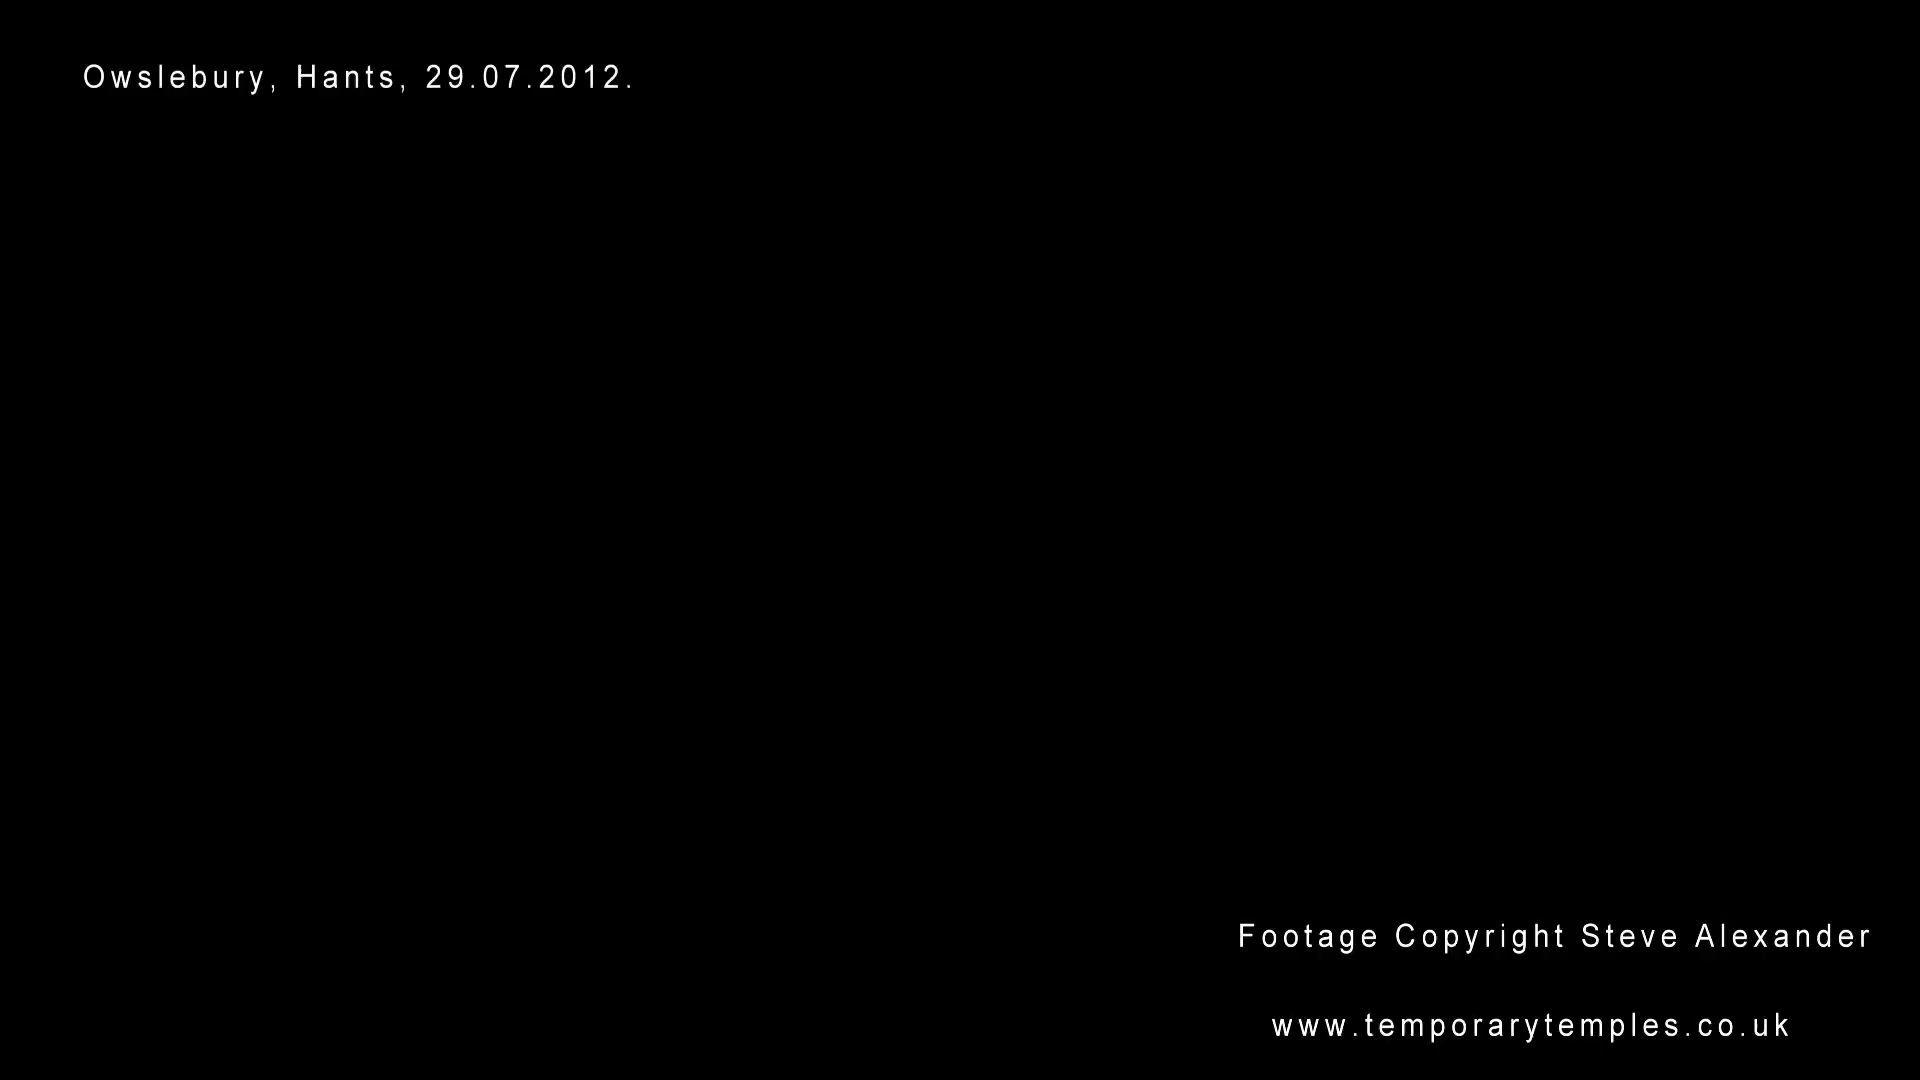 Owslebury, Hants, 29.07.2012.
Footage Copyright Steve Alexander
www.temporarytemples.co.uk